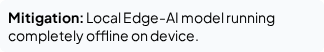 Mitigation: Local Edge-AI model running
completely offline on device.